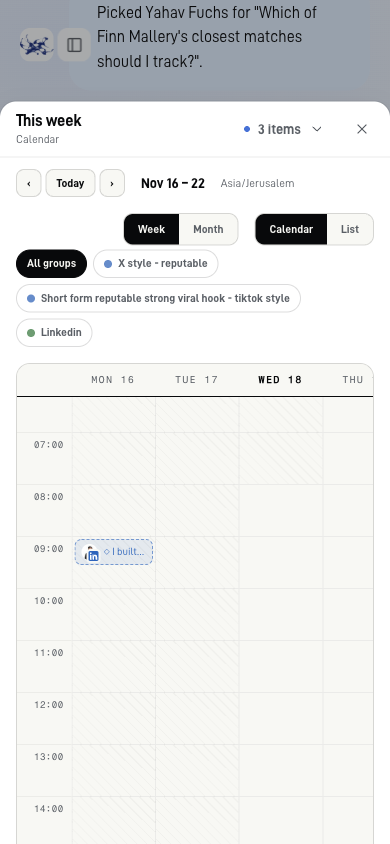 Picked Yahav Fuchs for "Which of
Finn Mallery's closest matches
should I track?".
This week
Calendar
3 items
‹ Today › Nov 16 – 22 Asia/Jerusalem
Week Month Calendar List
All groups X style - reputable
Short form reputable strong viral hook - tiktok style
Linkedin
MON 16 TUE 17 WED 18 THU
07:00
08:00
09:00
in I built...
10:00
11:00
12:00
13:00
14:00